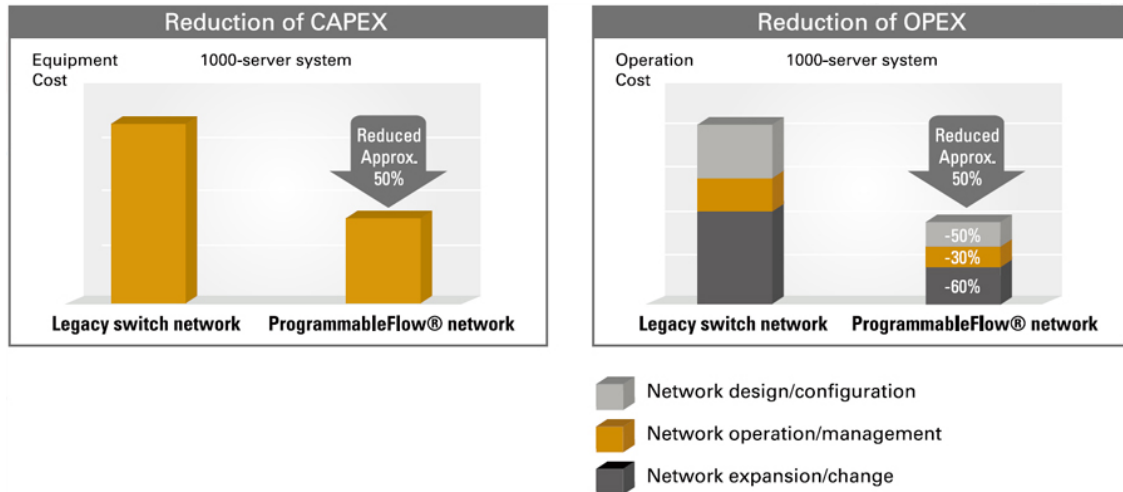 Reduction of CAPEX
Equipment
Cost
1000-server system
Reduced
Approx.
50%
Legacy switch network
ProgrammableFlow® network
Reduction of OPEX
Operation
Cost
1000-server system
Reduced
Approx.
50%
-50%
-30%
-60%
Legacy switch network
ProgrammableFlow® network
Network design/configuration
Network operation/management
Network expansion/change